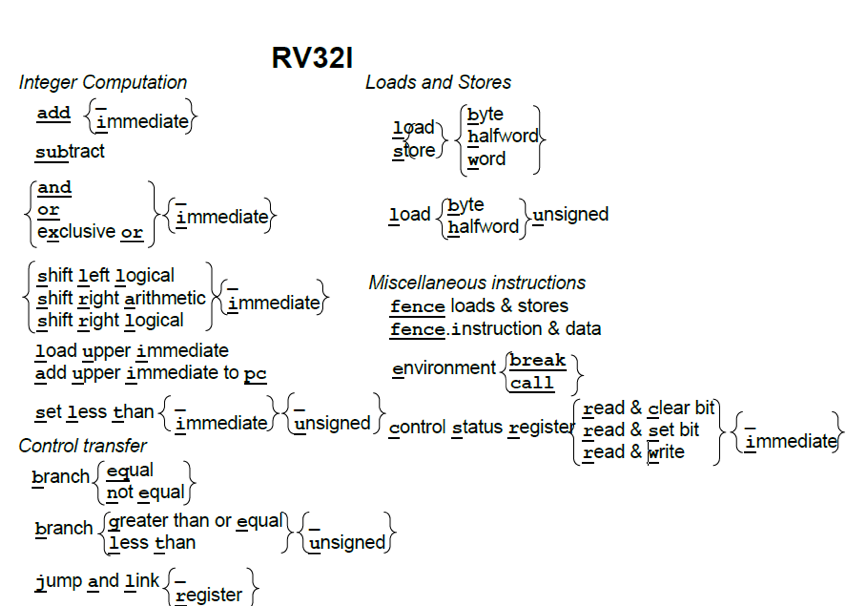 RV32I
Integer Computation
add { – immediate }
subtract
{ and
or
exclusive or } { – immediate }
{ shift left logical
shift right arithmetic
shift right logical } { – immediate }
load upper immediate
add upper immediate to pc
set less than { – immediate } { – unsigned }
Control transfer
branch { equal
not equal }
branch { greater than or equal
less than } { – unsigned }
jump and link { – register }
Loads and Stores
load
store } { byte
halfword
word }
load { byte
halfword } unsigned
Miscellaneous instructions
fence loads & stores
fence.instruction & data
environment { break
call }
control status register { read & clear bit
read & set bit
read & write } { – immediate }